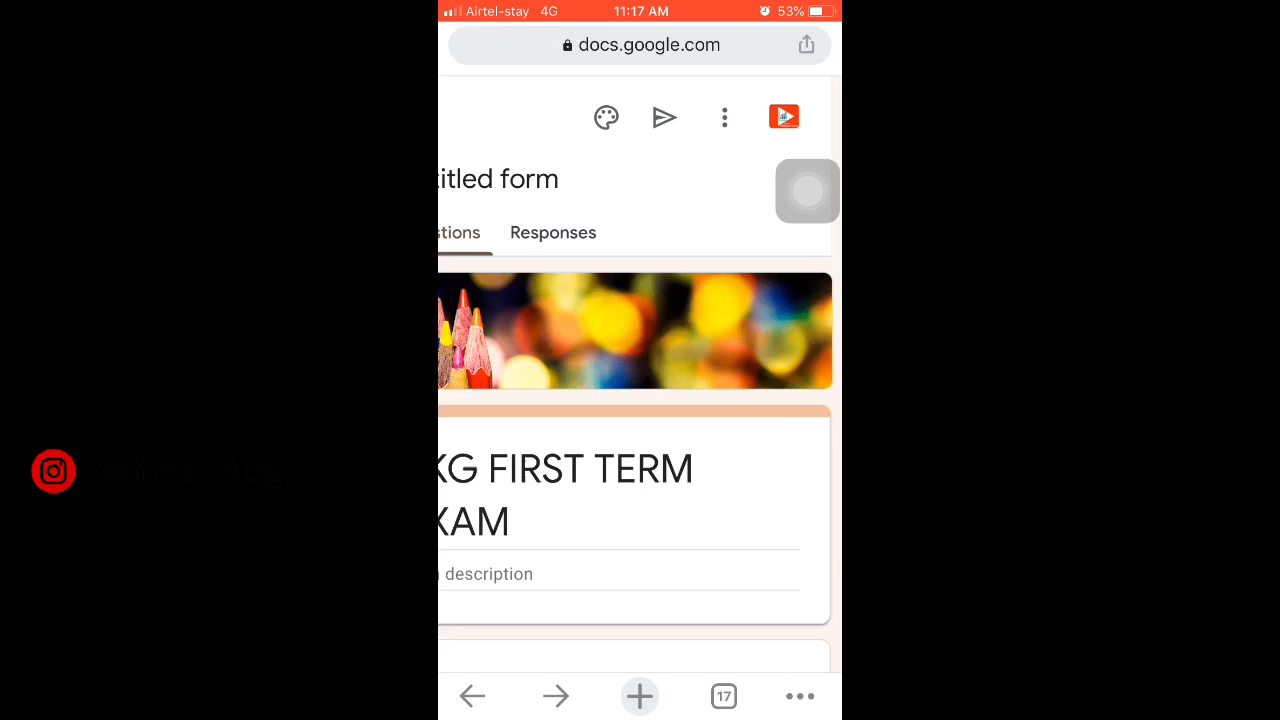 Airtel-stay 4G 11:17 AM 53%
docs.google.com
itled form
stions Responses
KG FIRST TERM
XAM
description
17